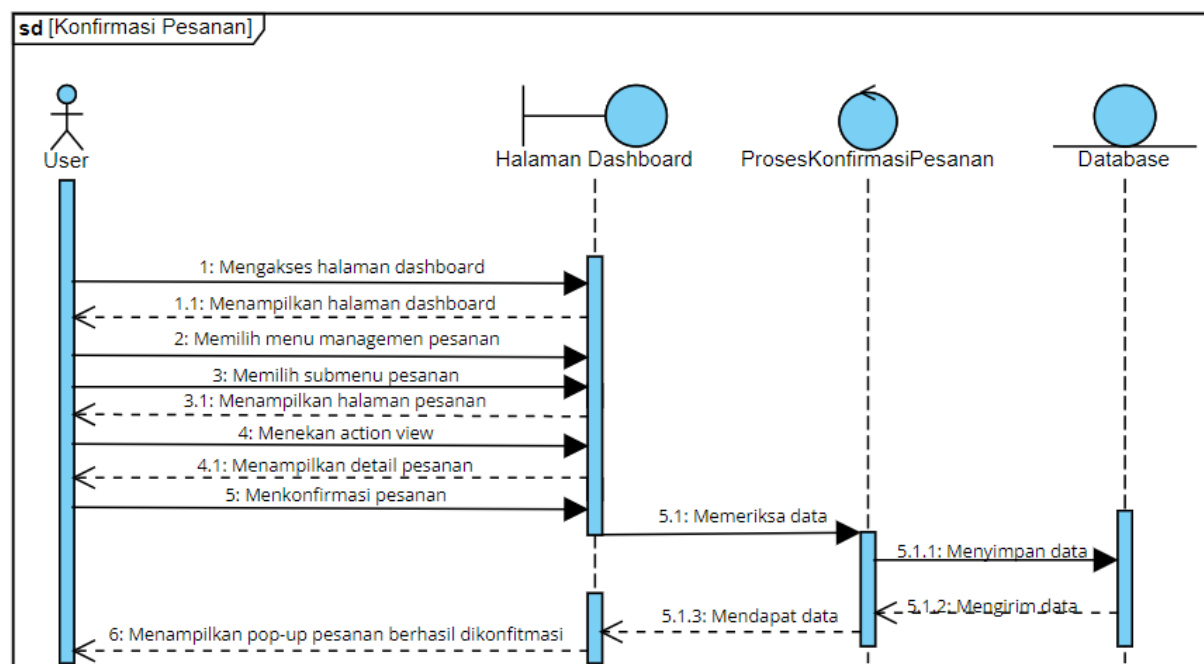 sd [Konfirmasi Pesanan]
User
Halaman Dashboard
ProsesKonfirmasiPesanan
Database
1: Mengakses halaman dashboard
1.1: Menampilkan halaman dashboard
2: Memilih menu managemen pesanan
3: Memilih submenu pesanan
3.1: Menampilkan halaman pesanan
4: Menekan action view
4.1: Menampilkan detail pesanan
5: Menkonfirmasi pesanan
5.1: Memeriksa data
5.1.1: Menyimpan data
5.1.2: Mengirim data
5.1.3: Mendapat data
6: Menampilkan pop-up pesanan berhasil dikonfitmasi